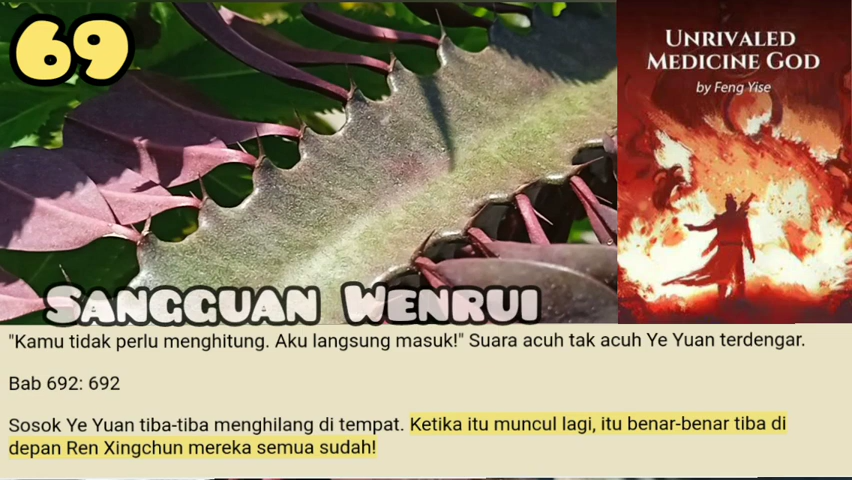 69
UNRIVALED
MEDICINE GOD
by Feng Yise
SANGGUAN WENRUI
"Kamu tidak perlu menghitung. Aku langsung masuk!" Suara acuh tak acuh Ye Yuan terdengar.
Bab 692: 692
Sosok Ye Yuan tiba-tiba menghilang di tempat. Ketika itu muncul lagi, itu benar-benar tiba di
depan Ren Xingchun mereka semua sudah!